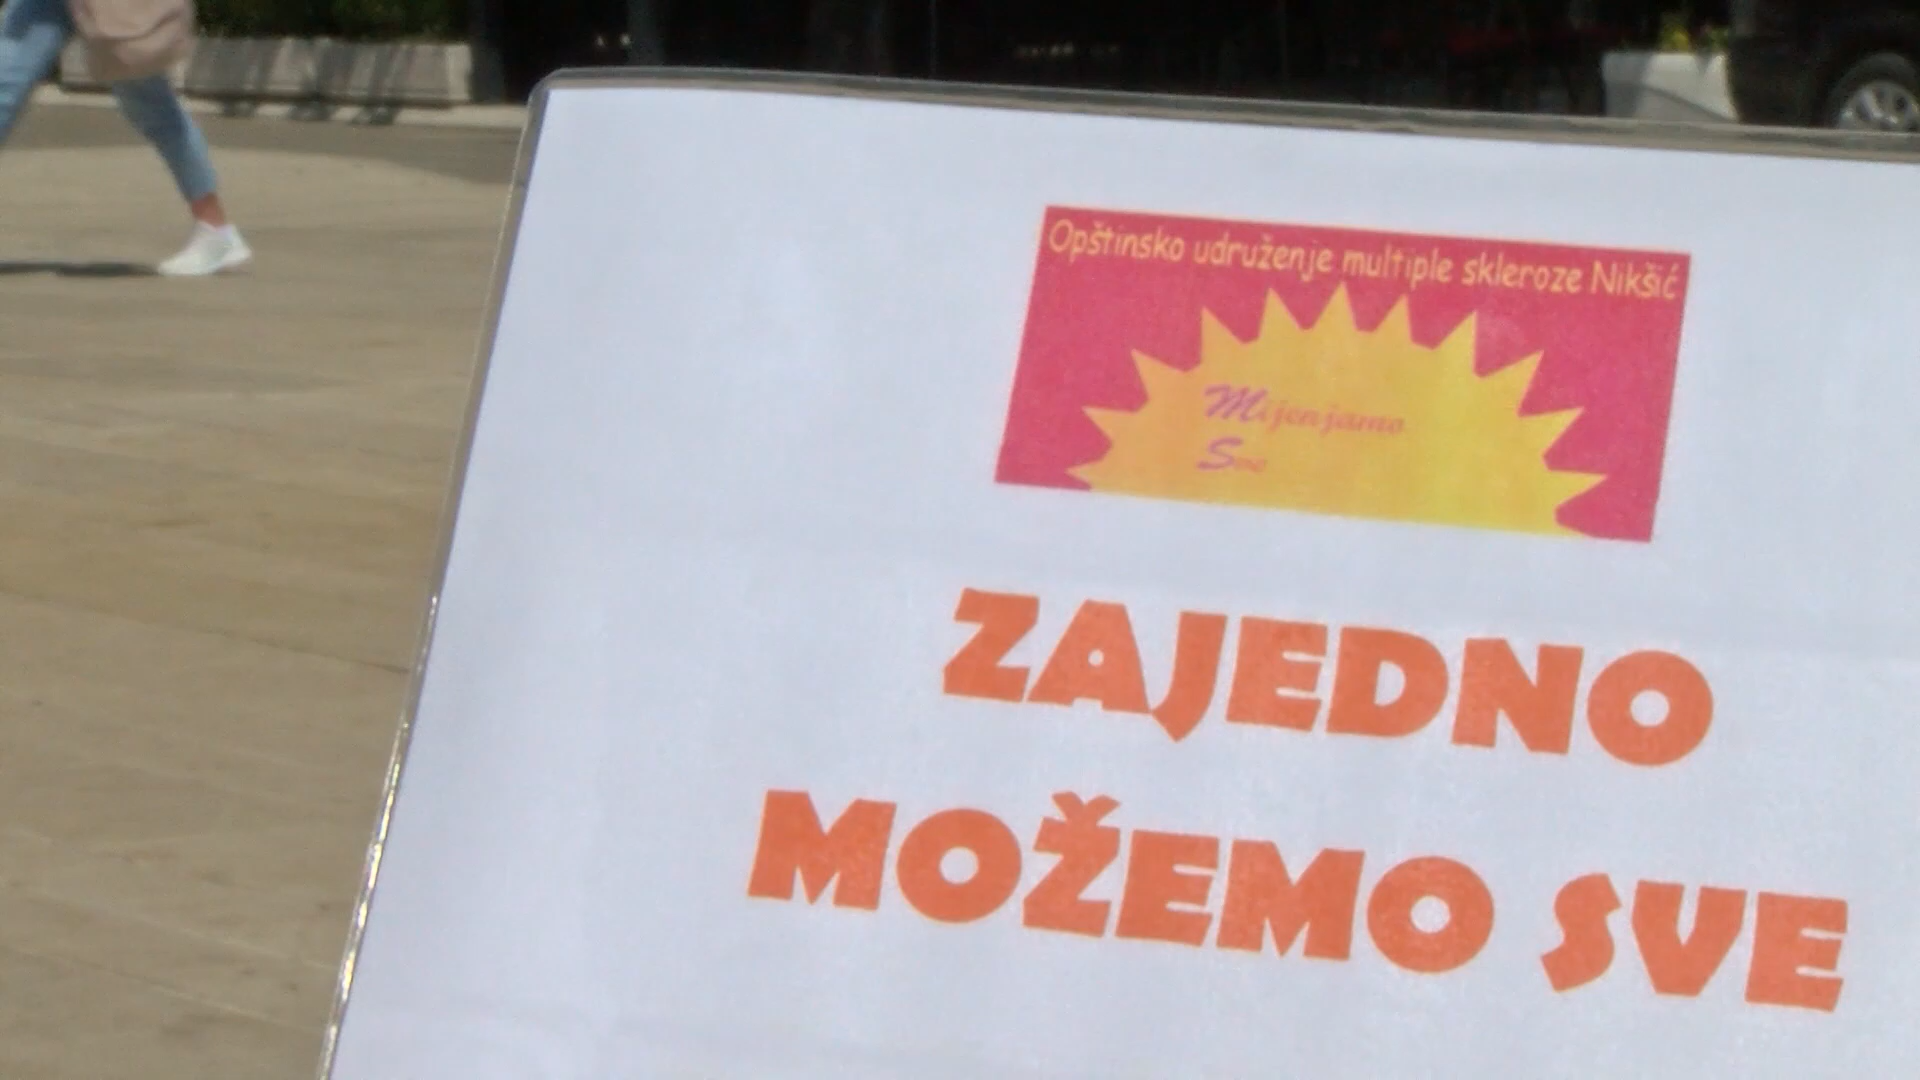 Opštinsko udruženje multiple skleroze Nikšić
Mijenjamo
Sve
ZAJEDNO
MOŽEMO SVE